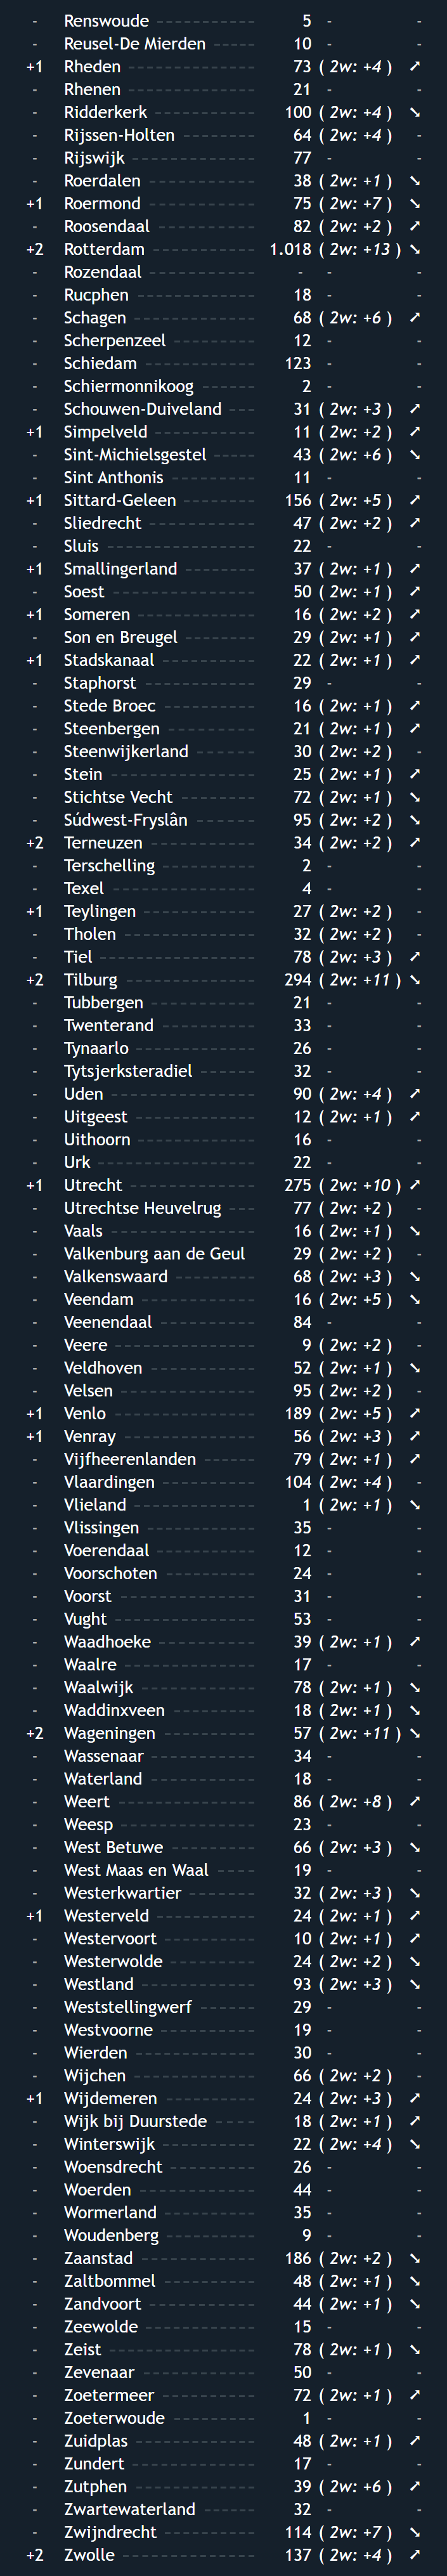 - Renswoude 5 - -
- Reusel-De Mierden 10 - -
+1 Rheden 73 ( 2w: +4 ) ➚
- Rhenen 21 - -
- Ridderkerk 100 ( 2w: +4 ) ➘
- Rijssen-Holten 64 ( 2w: +4 ) -
- Rijswijk 77 - -
- Roerdalen 38 ( 2w: +1 ) ➘
+1 Roermond 75 ( 2w: +7 ) ➘
- Roosendaal 82 ( 2w: +2 ) ➚
+2 Rotterdam 1.018 ( 2w: +13 ) ➘
- Rozendaal - - -
- Rucphen 18 - -
- Schagen 68 ( 2w: +6 ) ➚
- Scherpenzeel 12 - -
- Schiedam 123 - -
- Schiermonnikoog 2 - -
- Schouwen-Duiveland 31 ( 2w: +3 ) ➚
+1 Simpelveld 11 ( 2w: +2 ) ➚
- Sint-Michielsgestel 43 ( 2w: +6 ) ➘
- Sint Anthonis 11 - -
+1 Sittard-Geleen 156 ( 2w: +5 ) ➚
- Sliedrecht 47 ( 2w: +2 ) ➚
- Sluis 22 - -
+1 Smallingerland 37 ( 2w: +1 ) ➚
- Soest 50 ( 2w: +1 ) ➚
+1 Someren 16 ( 2w: +2 ) ➚
- Son en Breugel 29 ( 2w: +1 ) ➚
+1 Stadskanaal 22 ( 2w: +1 ) ➚
- Staphorst 29 - -
- Stede Broec 16 ( 2w: +1 ) ➚
- Steenbergen 21 ( 2w: +1 ) ➚
- Steenwijkerland 30 ( 2w: +2 ) -
- Stein 25 ( 2w: +1 ) ➚
- Stichtse Vecht 72 ( 2w: +1 ) ➘
- Súdwest-Fryslân 95 ( 2w: +2 ) ➘
+2 Terneuzen 34 ( 2w: +2 ) ➚
- Terschelling 2 - -
- Texel 4 - -
+1 Teylingen 27 ( 2w: +2 ) -
- Tholen 32 ( 2w: +2 ) -
- Tiel 78 ( 2w: +3 ) ➚
+2 Tilburg 294 ( 2w: +11 ) ➘
- Tubbergen 21 - -
- Twenterand 33 - -
- Tynaarlo 26 - -
- Tytsjerksteradiel 32 - -
- Uden 90 ( 2w: +4 ) ➚
- Uitgeest 12 ( 2w: +1 ) ➚
- Uithoorn 16 - -
- Urk 22 - -
+1 Utrecht 275 ( 2w: +10 ) ➚
- Utrechtse Heuvelrug 77 ( 2w: +2 ) -
- Vaals 16 ( 2w: +1 ) ➘
- Valkenburg aan de Geul 29 ( 2w: +2 ) -
- Valkenswaard 68 ( 2w: +3 ) ➘
- Veendam 16 ( 2w: +5 ) ➘
- Veenendaal 84 - -
- Veere 9 ( 2w: +2 ) -
- Veldhoven 52 ( 2w: +1 ) ➘
- Velsen 95 ( 2w: +2 ) -
+1 Venlo 189 ( 2w: +5 ) ➚
+1 Venray 56 ( 2w: +3 ) ➚
- Vijfheerenlanden 79 ( 2w: +1 ) ➚
- Vlaardingen 104 ( 2w: +4 ) -
- Vlieland 1 ( 2w: +1 ) ➘
- Vlissingen 35 - -
- Voerendaal 12 - -
- Voorschoten 24 - -
- Voorst 31 - -
- Vught 53 - -
- Waadhoeke 39 ( 2w: +1 ) ➚
- Waalre 17 - -
- Waalwijk 78 ( 2w: +1 ) ➘
- Waddinxveen 18 ( 2w: +1 ) ➘
+2 Wageningen 57 ( 2w: +11 ) ➘
- Wassenaar 34 - -
- Waterland 18 - -
- Weert 86 ( 2w: +8 ) ➚
- Weesp 23 - -
- West Betuwe 66 ( 2w: +3 ) ➘
- West Maas en Waal 19 - -
- Westerkwartier 32 ( 2w: +3 ) ➘
+1 Westerveld 24 ( 2w: +1 ) ➚
- Westervoort 10 ( 2w: +1 ) ➚
- Westerwolde 24 ( 2w: +2 ) ➘
- Westland 93 ( 2w: +3 ) ➘
- Weststellingwerf 29 - -
- Westvoorne 19 - -
- Wierden 30 - -
- Wijchen 66 ( 2w: +2 ) -
+1 Wijdemeren 24 ( 2w: +3 ) ➚
- Wijk bij Duurstede 18 ( 2w: +1 ) ➚
- Winterswijk 22 ( 2w: +4 ) ➘
- Woensdrecht 26 - -
- Woerden 44 - -
- Wormerland 35 - -
- Woudenberg 9 - -
- Zaanstad 186 ( 2w: +2 ) ➘
- Zaltbommel 48 ( 2w: +1 ) ➘
- Zandvoort 44 ( 2w: +1 ) ➘
- Zeewolde 15 - -
- Zeist 78 ( 2w: +1 ) ➘
- Zevenaar 50 - -
- Zoetermeer 72 ( 2w: +1 ) ➚
- Zoeterwoude 1 - -
- Zuidplas 48 ( 2w: +1 ) ➚
- Zundert 17 - -
- Zutphen 39 ( 2w: +6 ) ➚
- Zwartewaterland 32 - -
- Zwijndrecht 114 ( 2w: +7 ) ➘
+2 Zwolle 137 ( 2w: +4 ) ➚